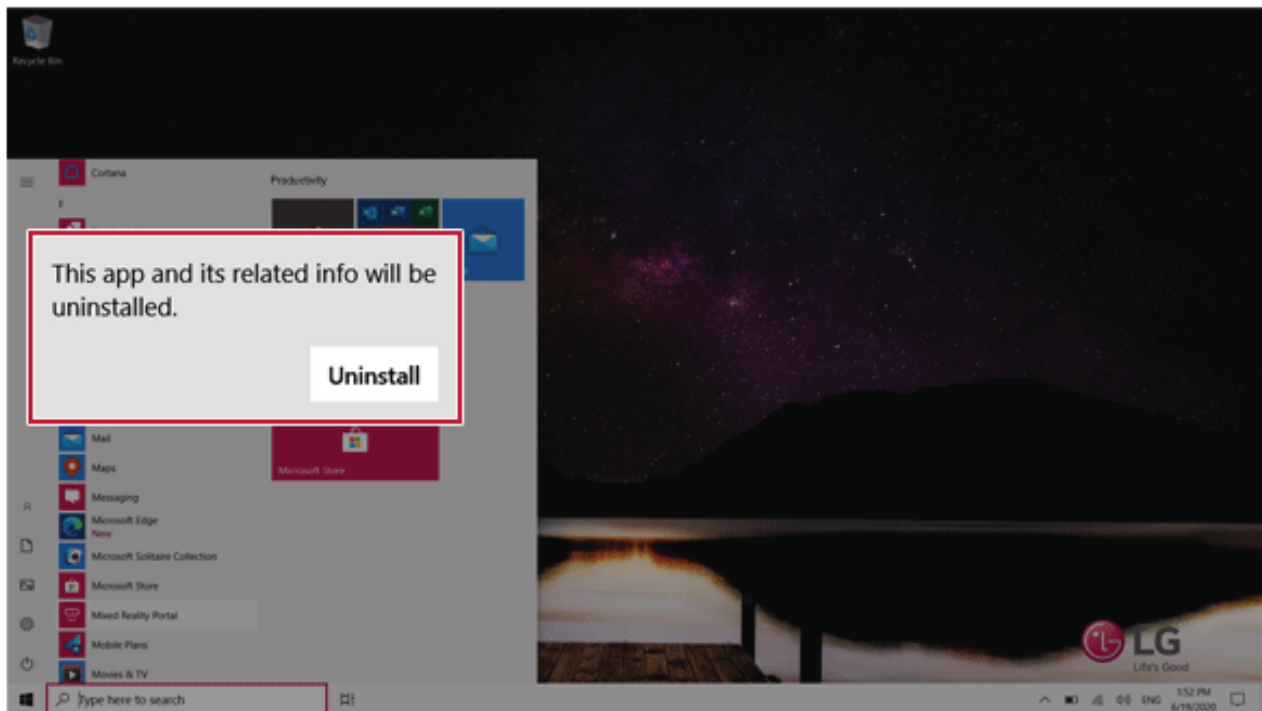 Recycle Bin
Cortana
Productivity
F
This app and its related info will be
uninstalled.
Uninstall
Mail
Maps
Microsoft Store
Messaging
Microsoft Edge
New
Microsoft Solitaire Collection
Microsoft Store
Mixed Reality Portal
Mobile Plans
Movies & TV
LG
Life's Good
Type here to search
ENG
1:52 PM
6/19/2020